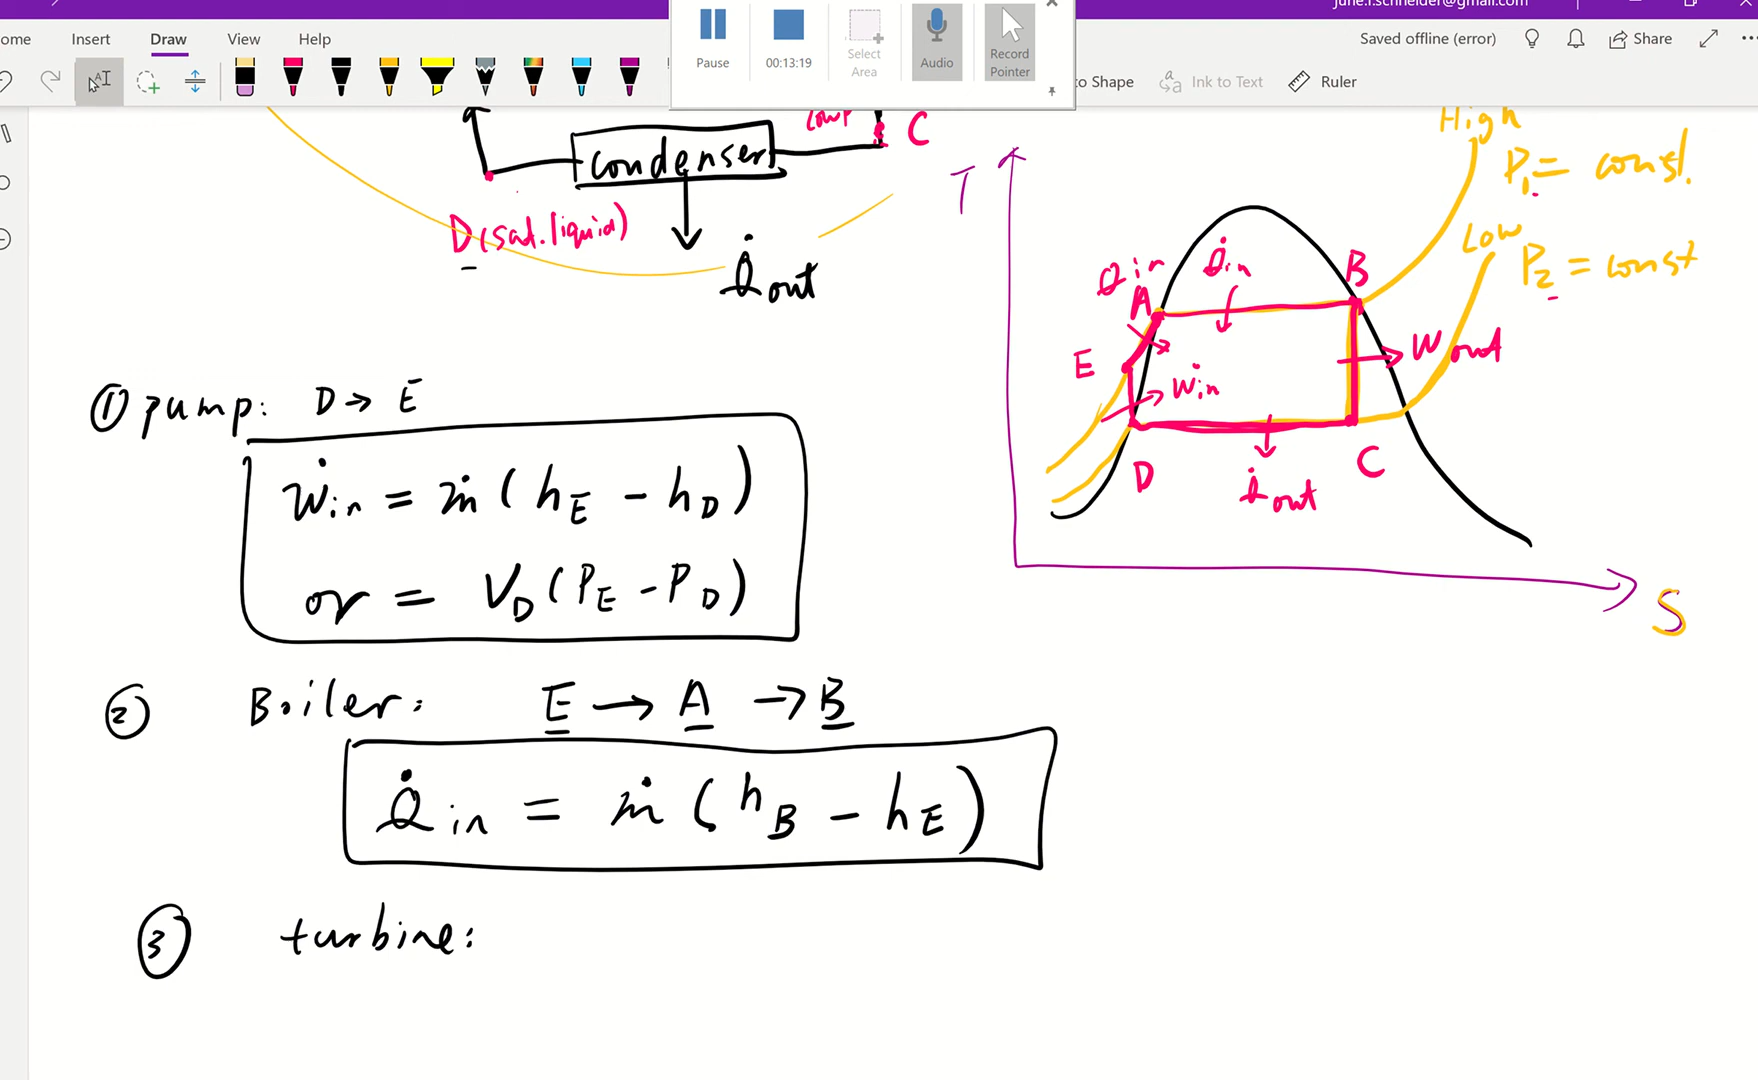 june.r.schneider@gmail.com
ome Insert Draw View Help
Pause
00:13:19
Select Area
Audio
Record Pointer
Saved offline (error)
Share
to Shape
Ink to Text
Ruler
low P
C
condenser
D (sat. liquid)
Q̇out
T
High
P1 = const.
Low
P2 = const
Qin
Q̇in
A
B
E
Win
Wout
D
C
Q̇out
S
① pump: D → E
Ẇin = ṁ (hE - hD)
or = VD (PE - PD)
② Boiler: E → A → B
Q̇in = ṁ (hB - hE)
③ turbine: